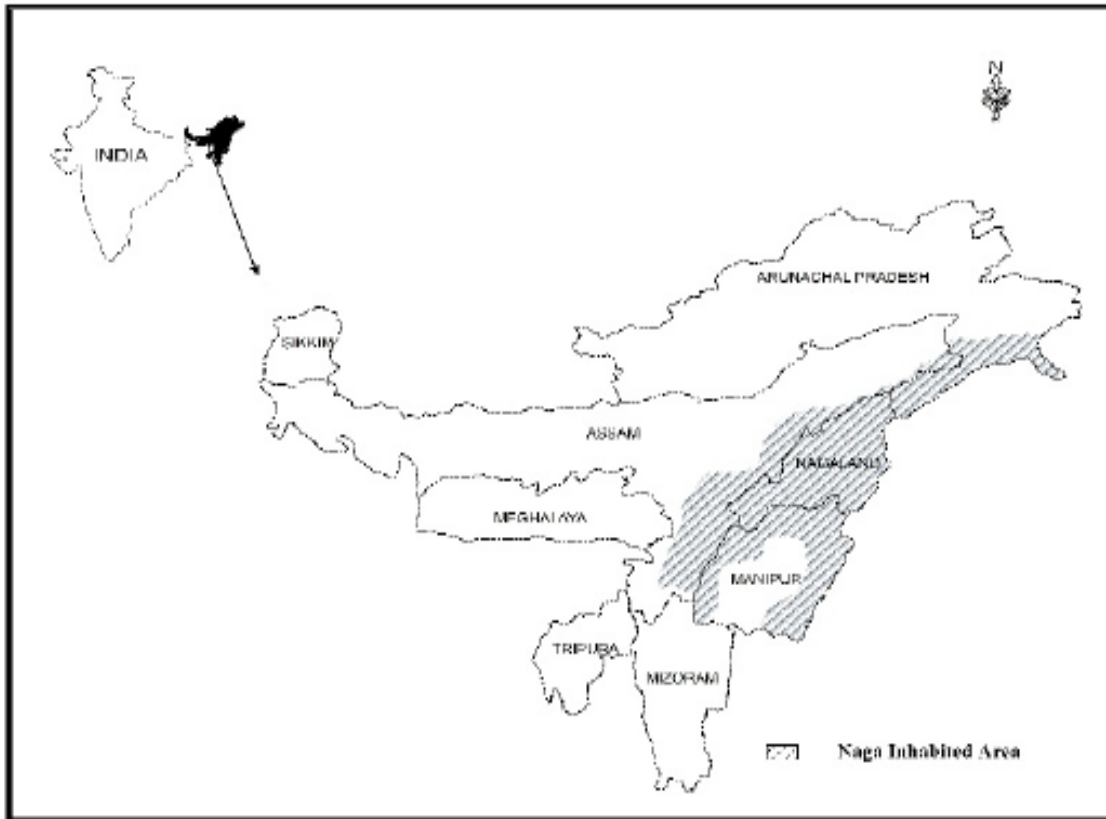 N
INDIA
ARUNACHAL PRADESH
SIKKIM
ASSAM
NAGALAND
MEGHALAYA
MANIPUR
TRIPURA
MIZORAM
Naga Inhabited Area